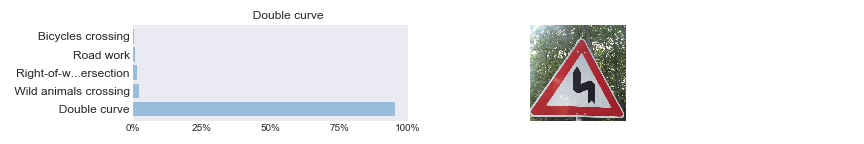 Double curve
Bicycles crossing
Road work
Right-of-w...ersection
Wild animals crossing
Double curve
0% 25% 50% 75% 100%